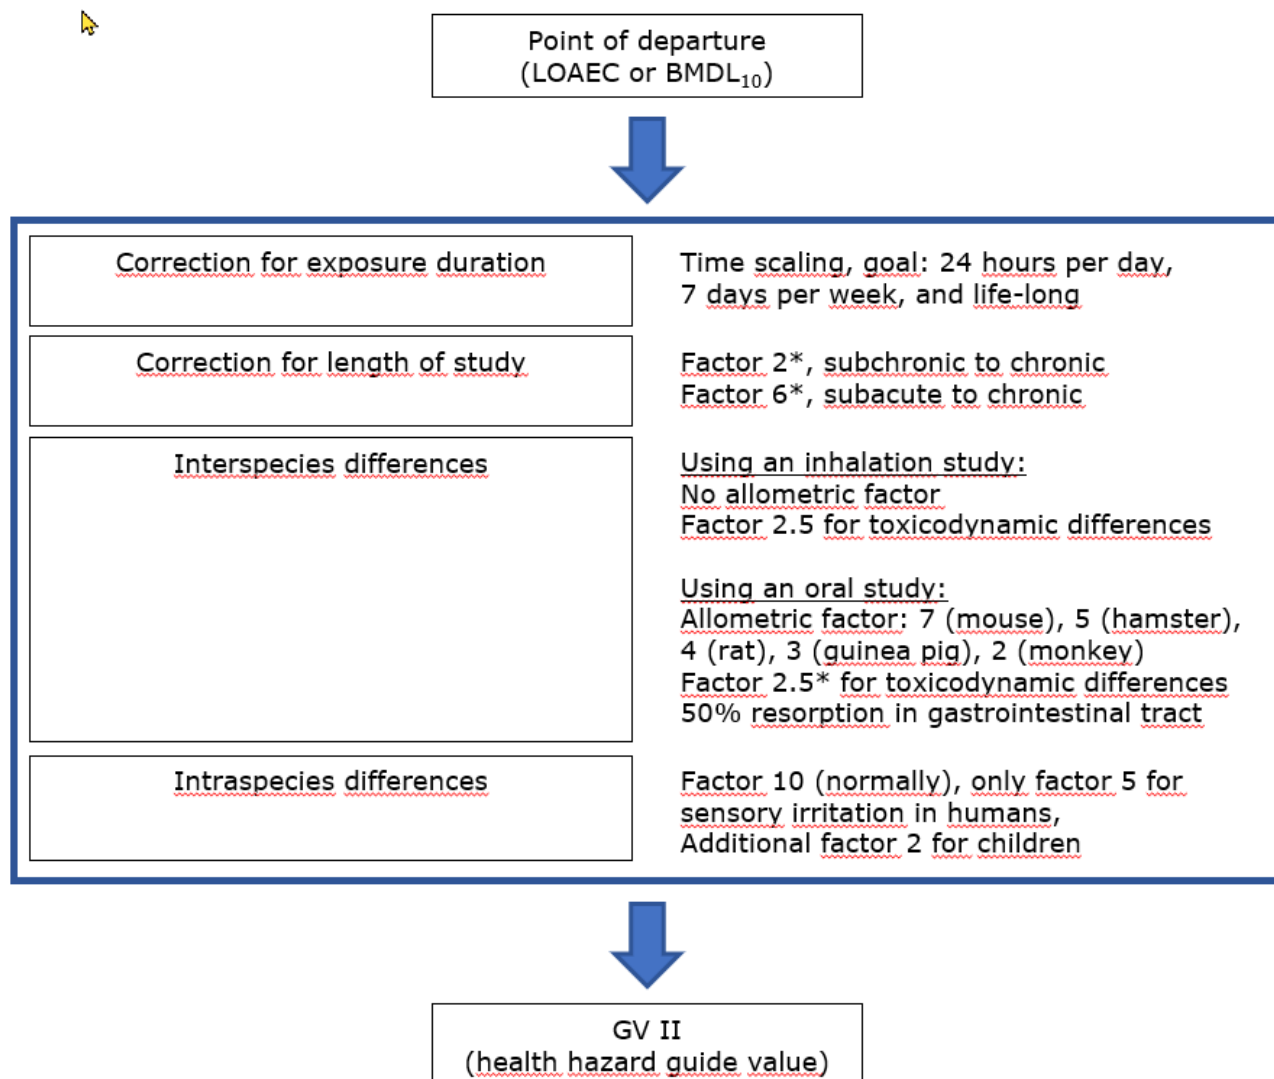 Point of departure
(LOAEC or BMDL₁₀)
Correction for exposure duration
Time scaling, goal: 24 hours per day,
7 days per week, and life-long
Correction for length of study
Factor 2*, subchronic to chronic
Factor 6*, subacute to chronic
Interspecies differences
Using an inhalation study:
No allometric factor
Factor 2.5 for toxicodynamic differences
Using an oral study:
Allometric factor: 7 (mouse), 5 (hamster),
4 (rat), 3 (guinea pig), 2 (monkey)
Factor 2.5* for toxicodynamic differences
50% resorption in gastrointestinal tract
Intraspecies differences
Factor 10 (normally), only factor 5 for
sensory irritation in humans,
Additional factor 2 for children
GV II
(health hazard guide value)